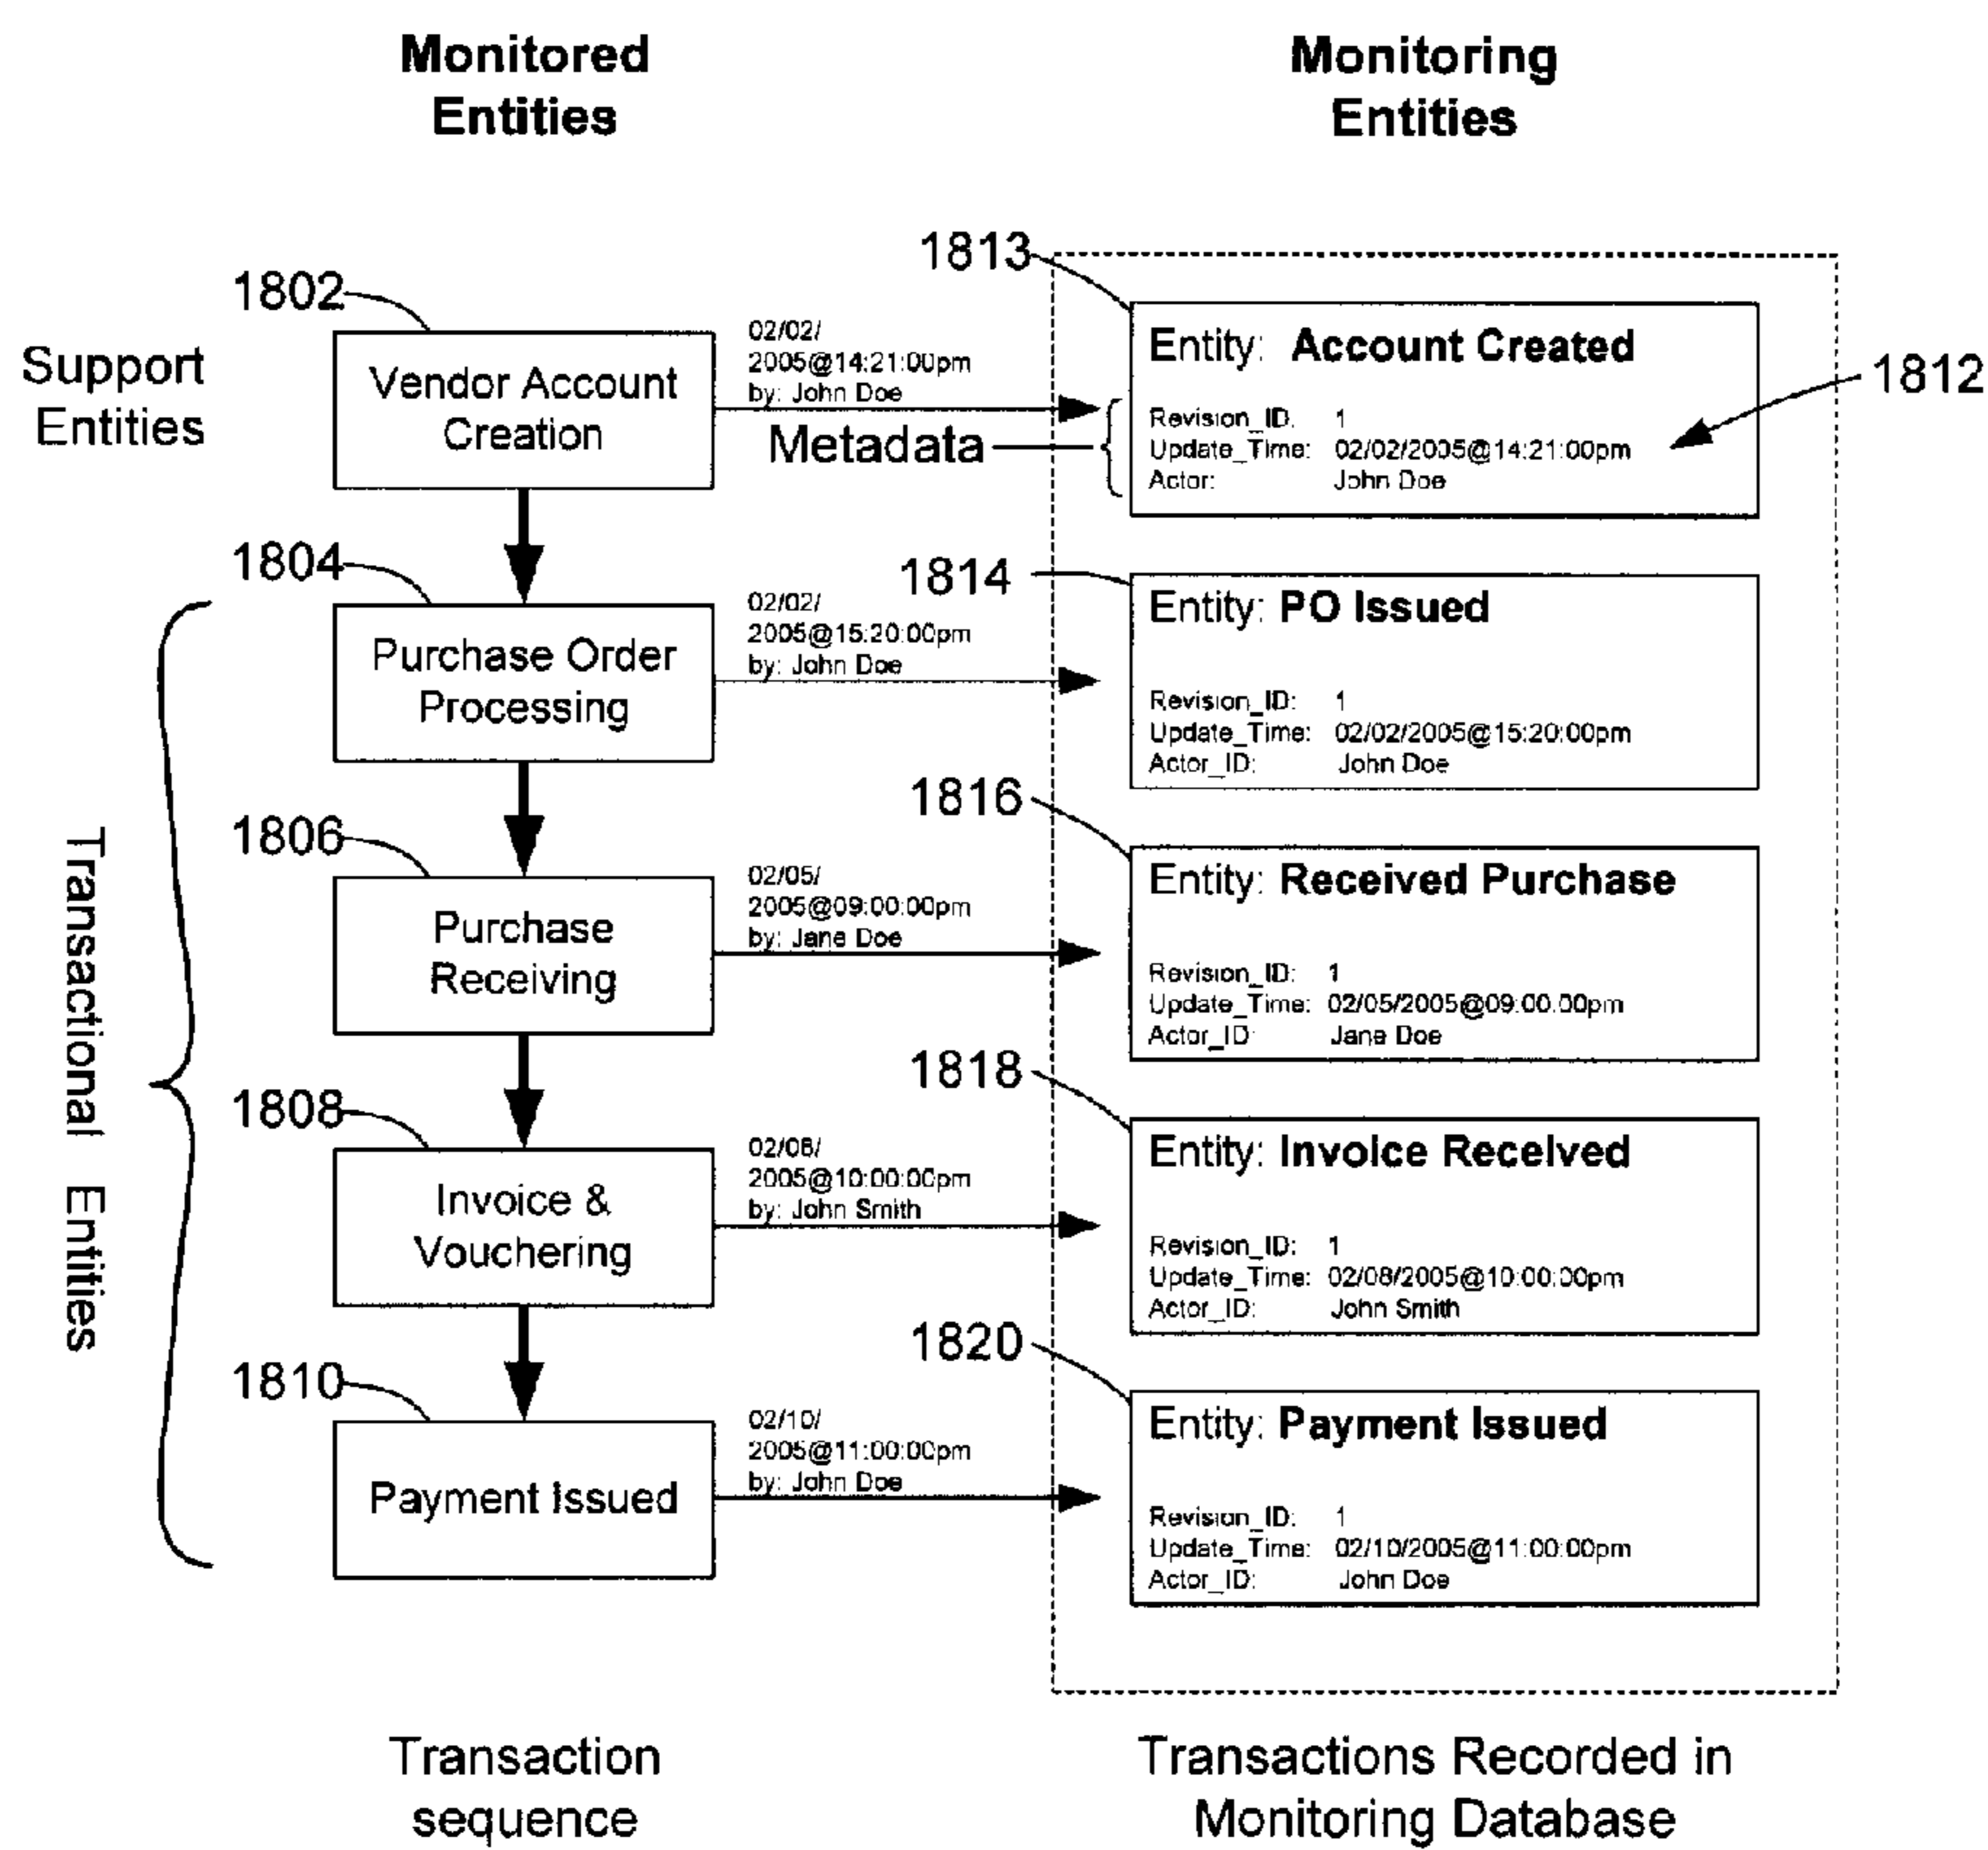 Monitored
Entities
Monitoring
Entities
1802
Support
Entities
Vendor Account
Creation
02/02/
2005@14:21:00pm
by: John Doe
Metadata
1813
Entity: Account Created
Revision_ID: 1
Update_Time: 02/02/2005@14:21:00pm
Actor: John Doe
1812
Transactional Entities
1804
Purchase Order
Processing
02/02/
2005@15:20:00pm
by: John Doe
1814
Entity: PO Issued
Revision_ID: 1
Update_Time: 02/02/2005@15:20:00pm
Actor_ID: John Doe
1806
Purchase
Receiving
02/05/
2005@09:00:00pm
by: Jane Doe
1816
Entity: Received Purchase
Revision_ID: 1
Update_Time: 02/05/2005@09:00:00pm
Actor_ID: Jane Doe
1808
Invoice &
Vouchering
02/08/
2005@10:00:00pm
by: John Smith
1818
Entity: Invoice Received
Revision_ID: 1
Update_Time: 02/08/2005@10:00:00pm
Actor_ID: John Smith
1810
Payment Issued
02/10/
2005@11:00:00pm
by: John Doe
1820
Entity: Payment Issued
Revision_ID: 1
Update_Time: 02/10/2005@11:00:00pm
Actor_ID: John Doe
Transaction
sequence
Transactions Recorded in
Monitoring Database